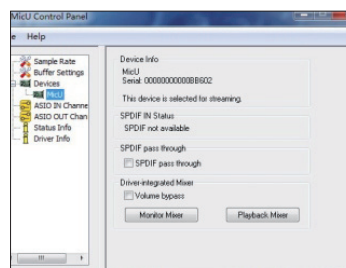 MicU Control Panel
e Help
Sample Rate
Buffer Settings
Devices
MicU
ASIO IN Channe
ASIO OUT Chan
Status Info
Driver Info
Device Info
MicU
Serial: 00000000000BB602
This device is selected for streaming.
SPDIF IN Status
SPDIF not available
SPDIF pass through
SPDIF pass through
Driver-integrated Mixer
Volume bypass
Monitor Mixer
Playback Mixer